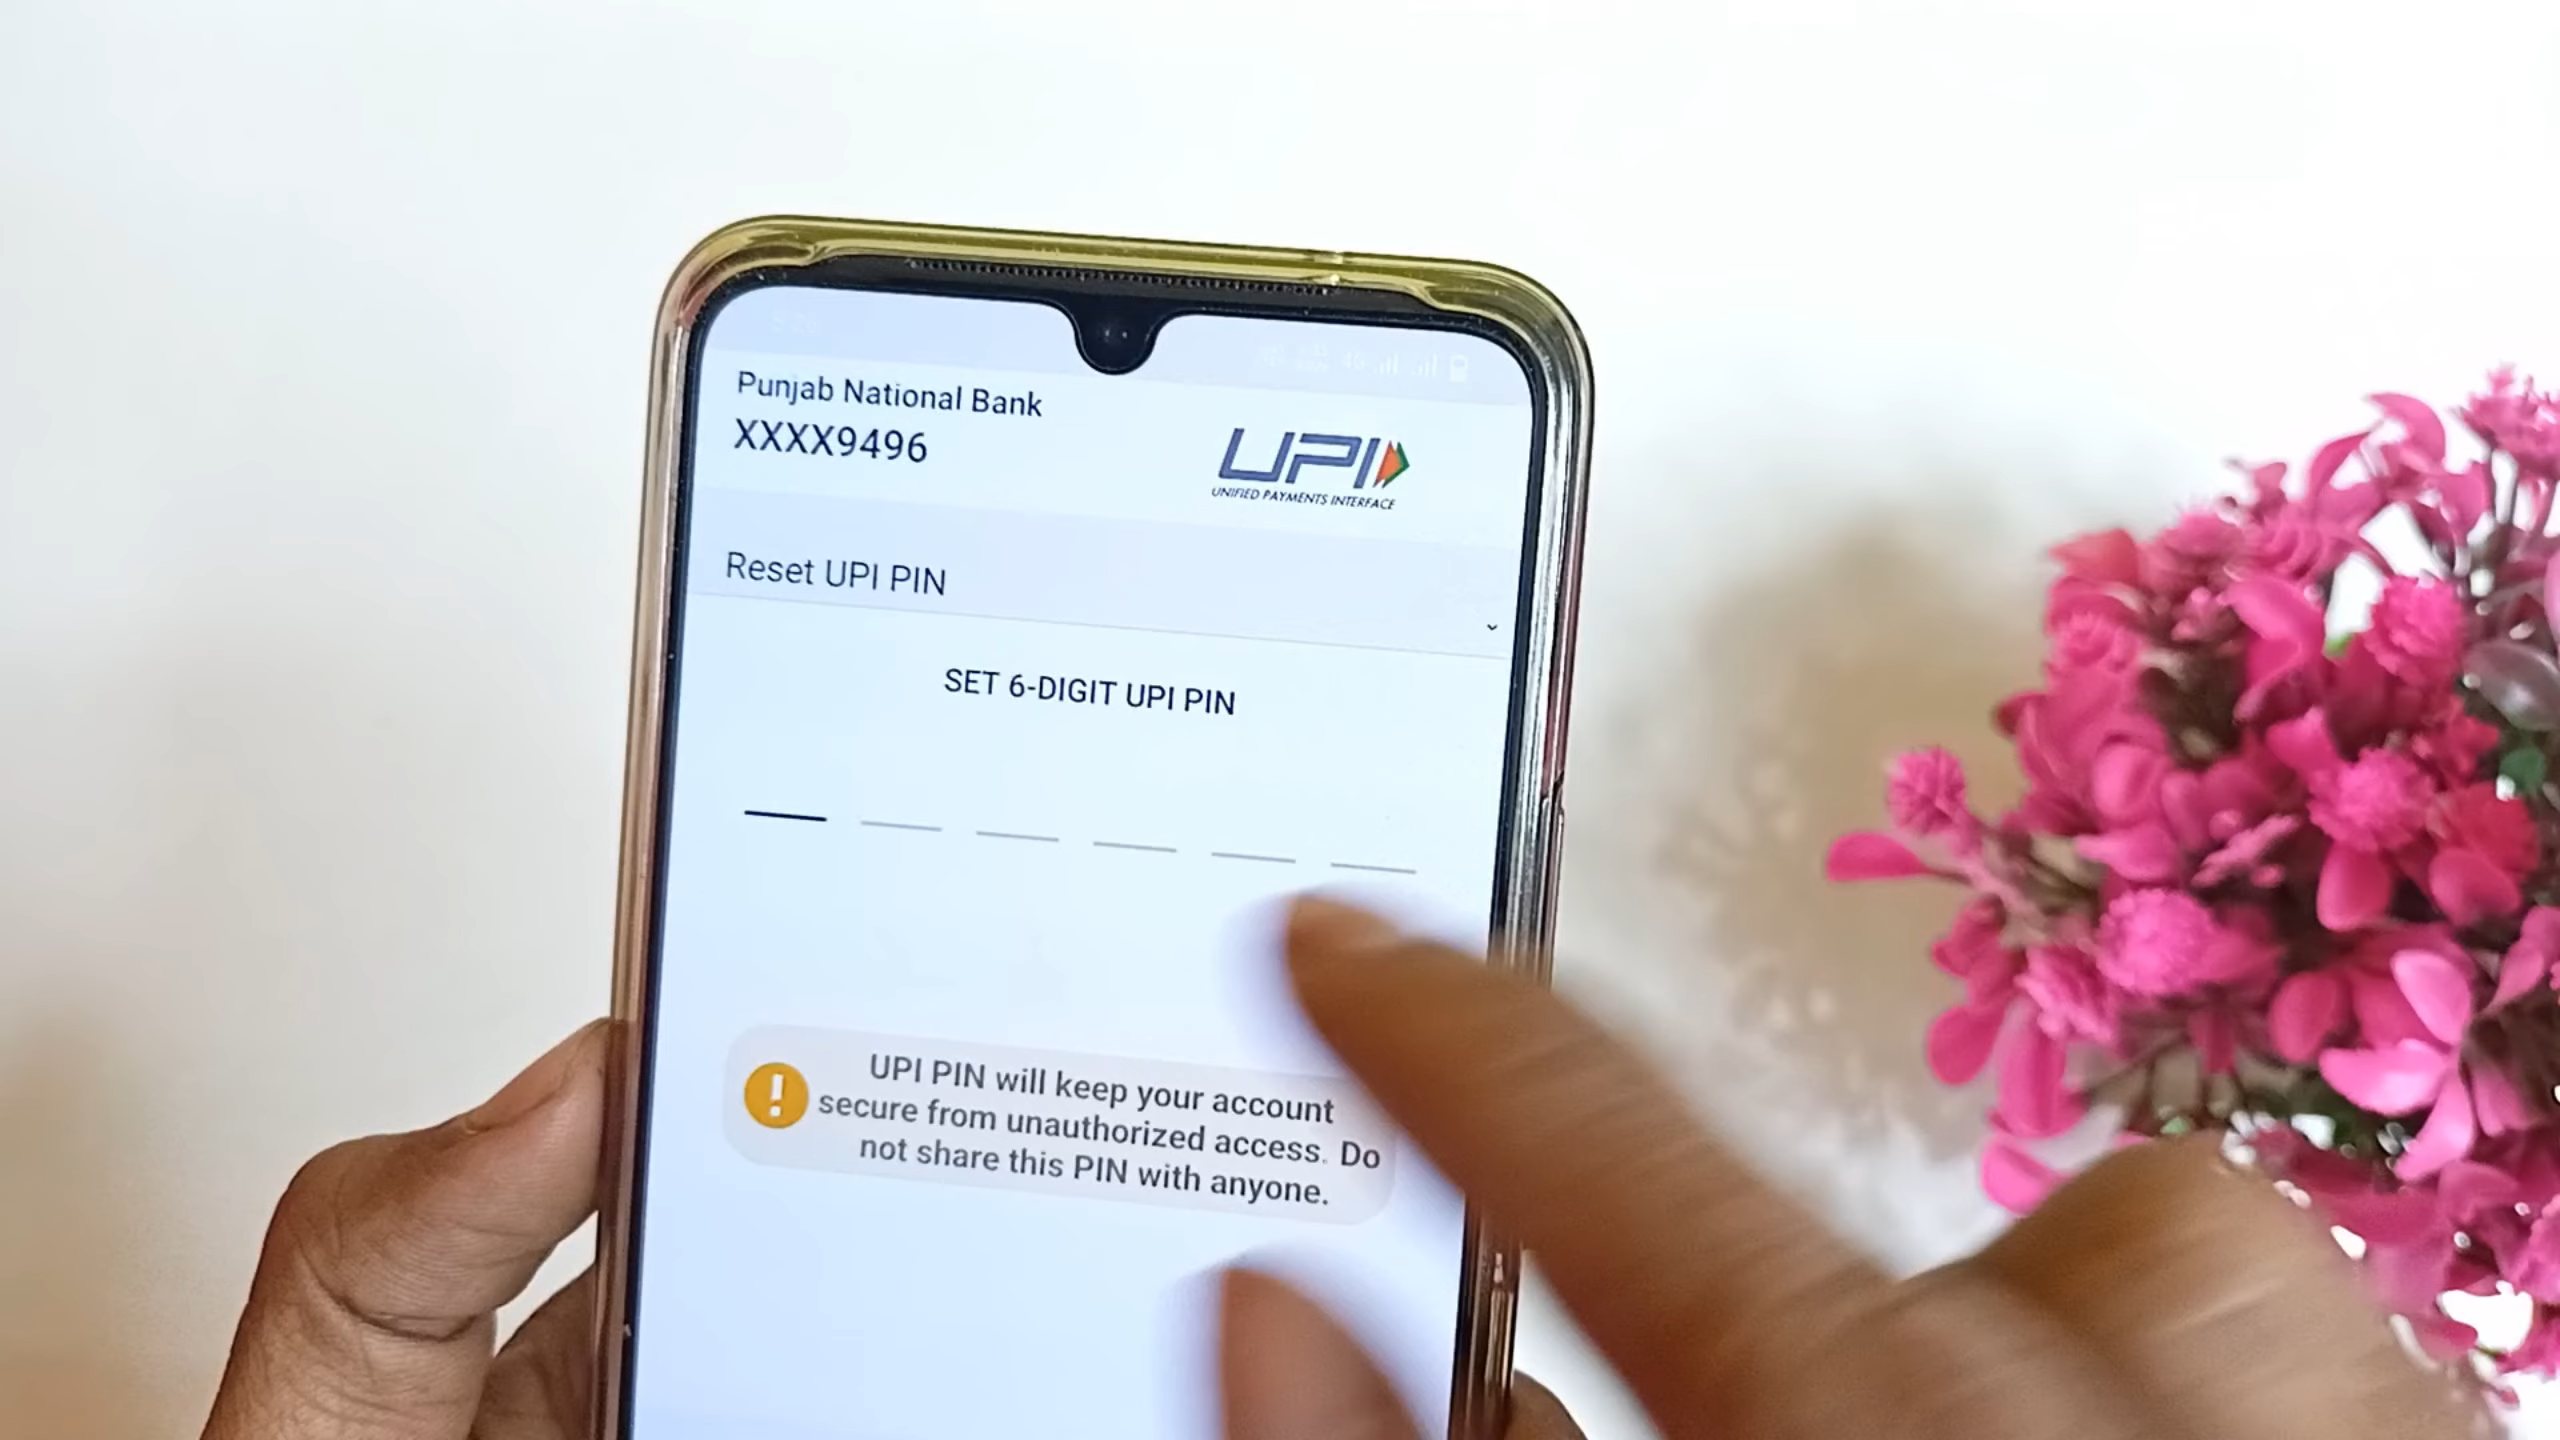 Punjab National Bank
XXXX9496
UPI
UNIFIED PAYMENTS INTERFACE
Reset UPI PIN
SET 6-DIGIT UPI PIN
UPI PIN will keep your account
secure from unauthorized access. Do
not share this PIN with anyone.